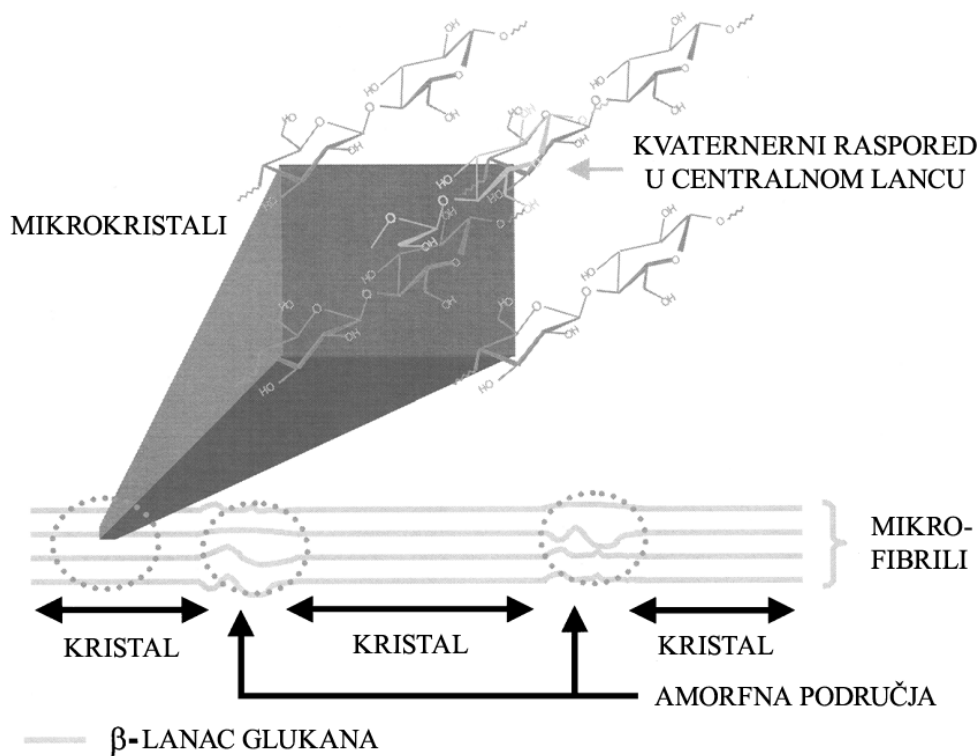 KVATERNERNI RASPORED
U CENTRALNOM LANCU
MIKROKRISTALI
MIKRO-
FIBRILI
KRISTAL
KRISTAL
KRISTAL
AMORFNA PODRUČJA
β-LANAC GLUKANA